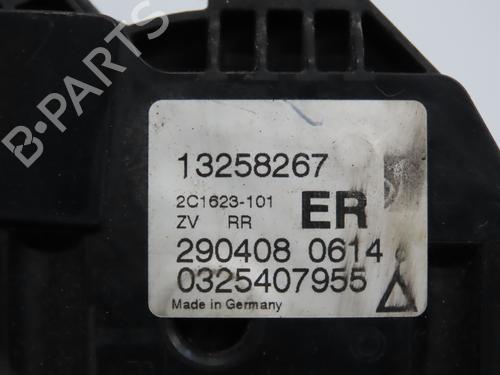 B-PARTS
13258267
2C1623-101
ZV RR
ER
290408 0614
0325407955
Made in Germany